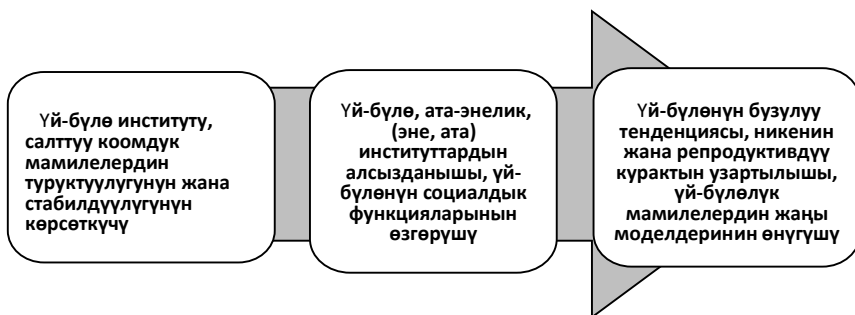 Үй-бүлө институту,
салттуу коомдук
мамилелердин
туруктуулугунун жана
стабилдүүлүгүнүн
көрсөткүчү
Үй-бүлө, ата-энелик,
(эне, ата)
институттардын
алсызданышы, үй-
бүлөнүн социалдык
функцияларынын
өзгөрүшү
Үй-бүлөнүн бузулуу
тенденциясы, никенин
жана репродуктивдүү
курактын узартылышы,
үй-бүлөлүк
мамилелердин жаңы
моделдеринин өнүгүшү